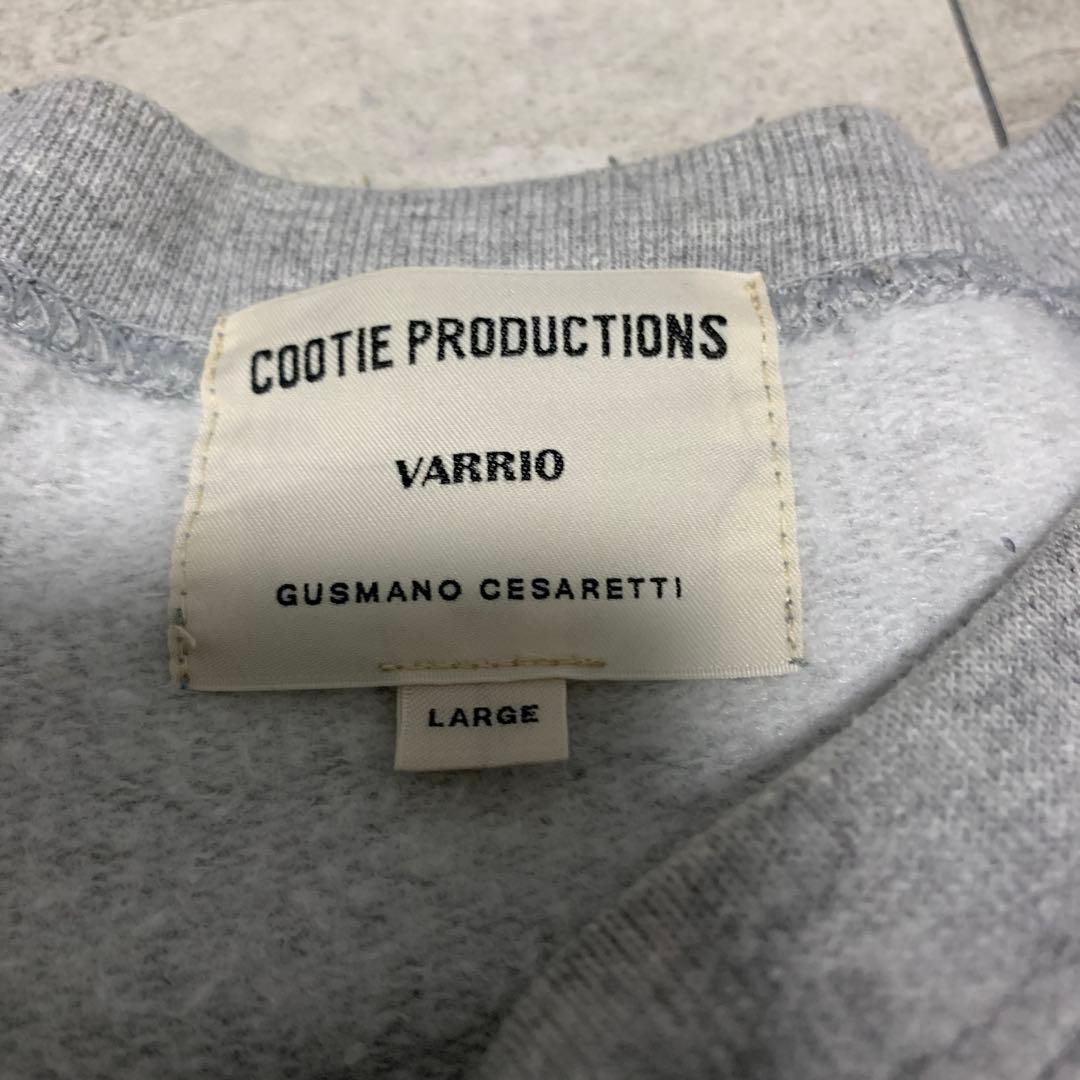 COOTIE PRODUCTIONS
VARRIO
GUSMANO CESARETTI
LARGE